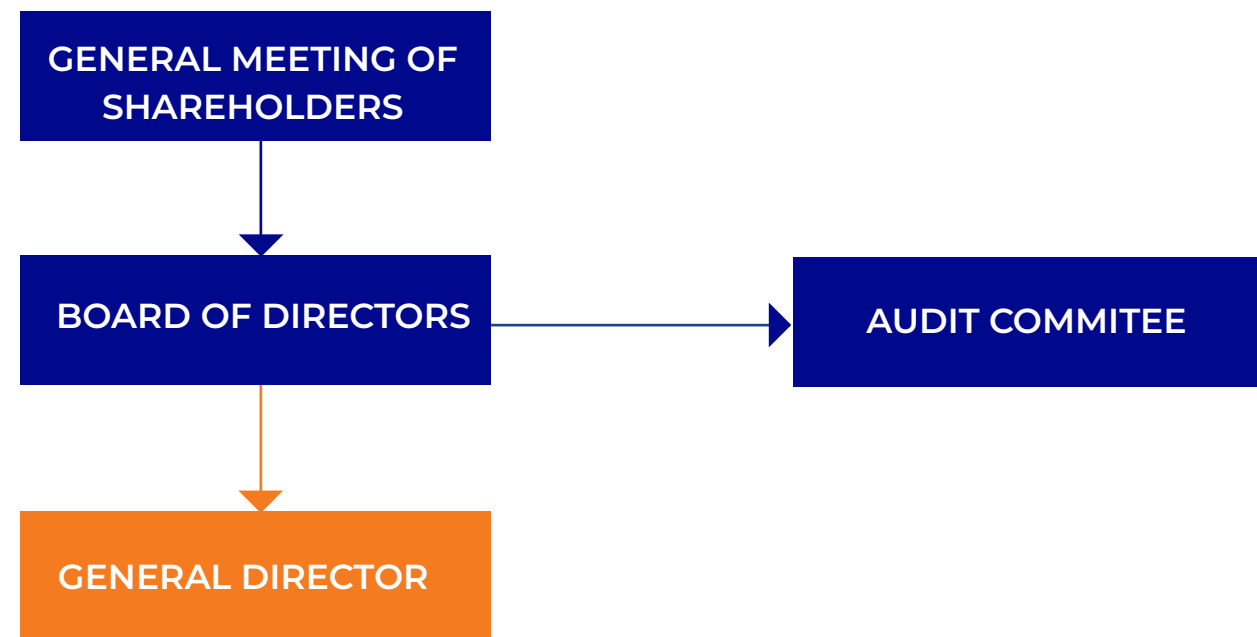 GENERAL MEETING OF
SHAREHOLDERS
BOARD OF DIRECTORS
AUDIT COMMITEE
GENERAL DIRECTOR